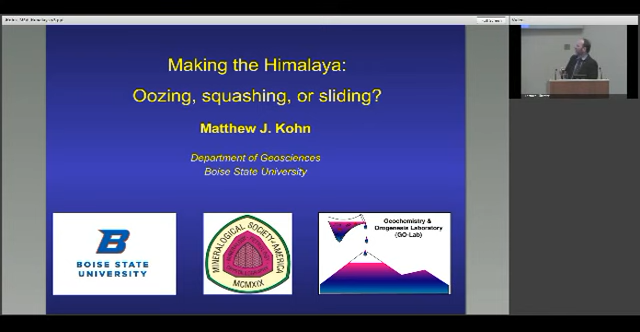 Making the Himalaya:
Oozing, squashing, or sliding?
Matthew J. Kohn
Department of Geosciences
Boise State University
B
BOISE STATE
UNIVERSITY
MINERALOGICAL SOCIETY OF AMERICA
MCMXIX
Geochemistry &
Orogenesis Laboratory
(GO-Lab)